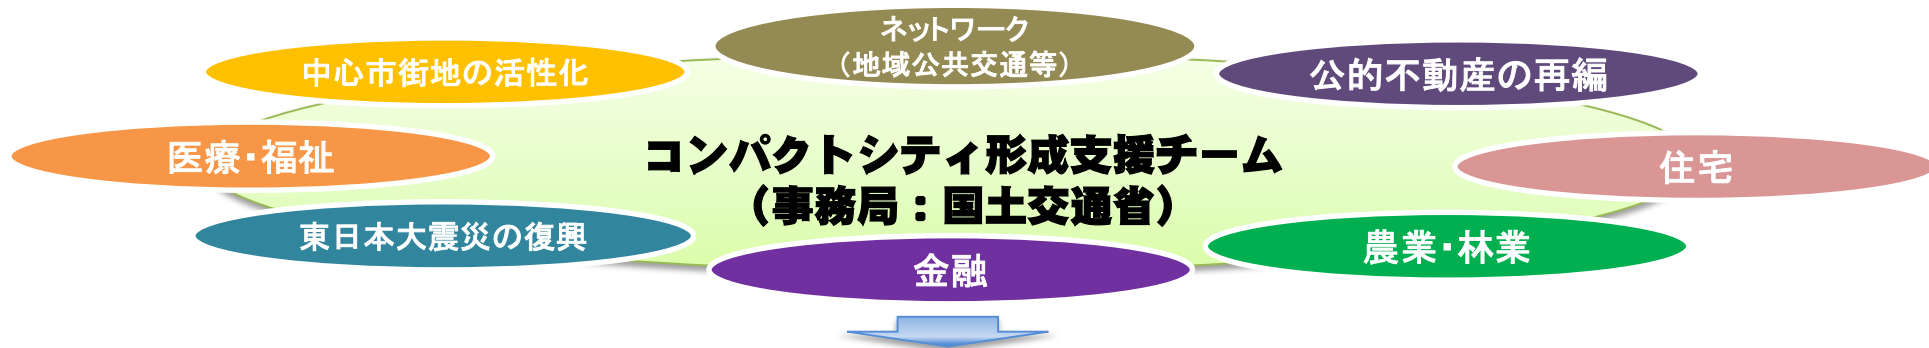 ネットワーク
（地域公共交通等）
中心市街地の活性化
公的不動産の再編
医療・福祉
コンパクトシティ形成支援チーム
（事務局：国土交通省）
住宅
東日本大震災の復興
農業・林業
金融